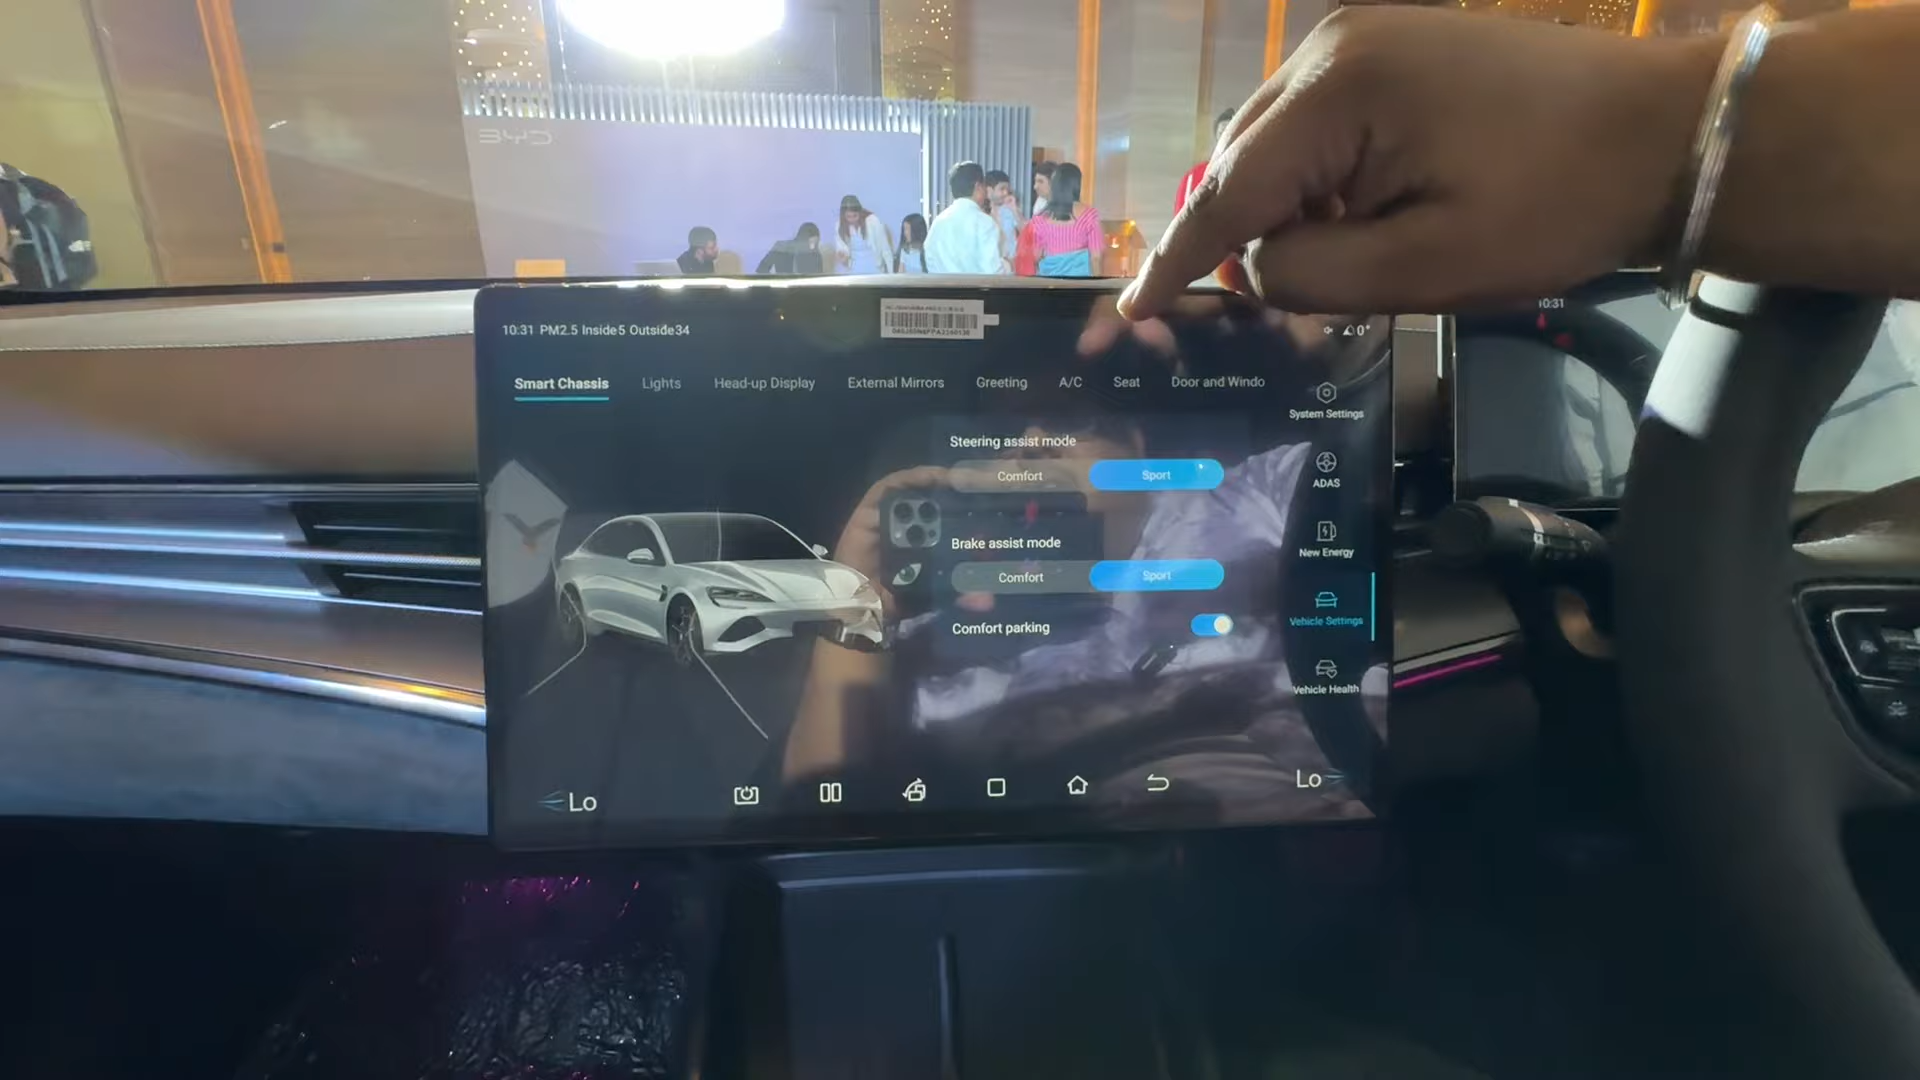 BYD
10:31
10:31 PM2.5 Inside5 Outside34
0°
Smart Chassis
Lights
Head-up Display
External Mirrors
Greeting
A/C
Seat
Door and Windo
System Settings
Steering assist mode
Comfort
Sport
ADAS
Brake assist mode
New Energy
Comfort
Sport
Comfort parking
Vehicle Settings
Vehicle Health
Lo
Lo